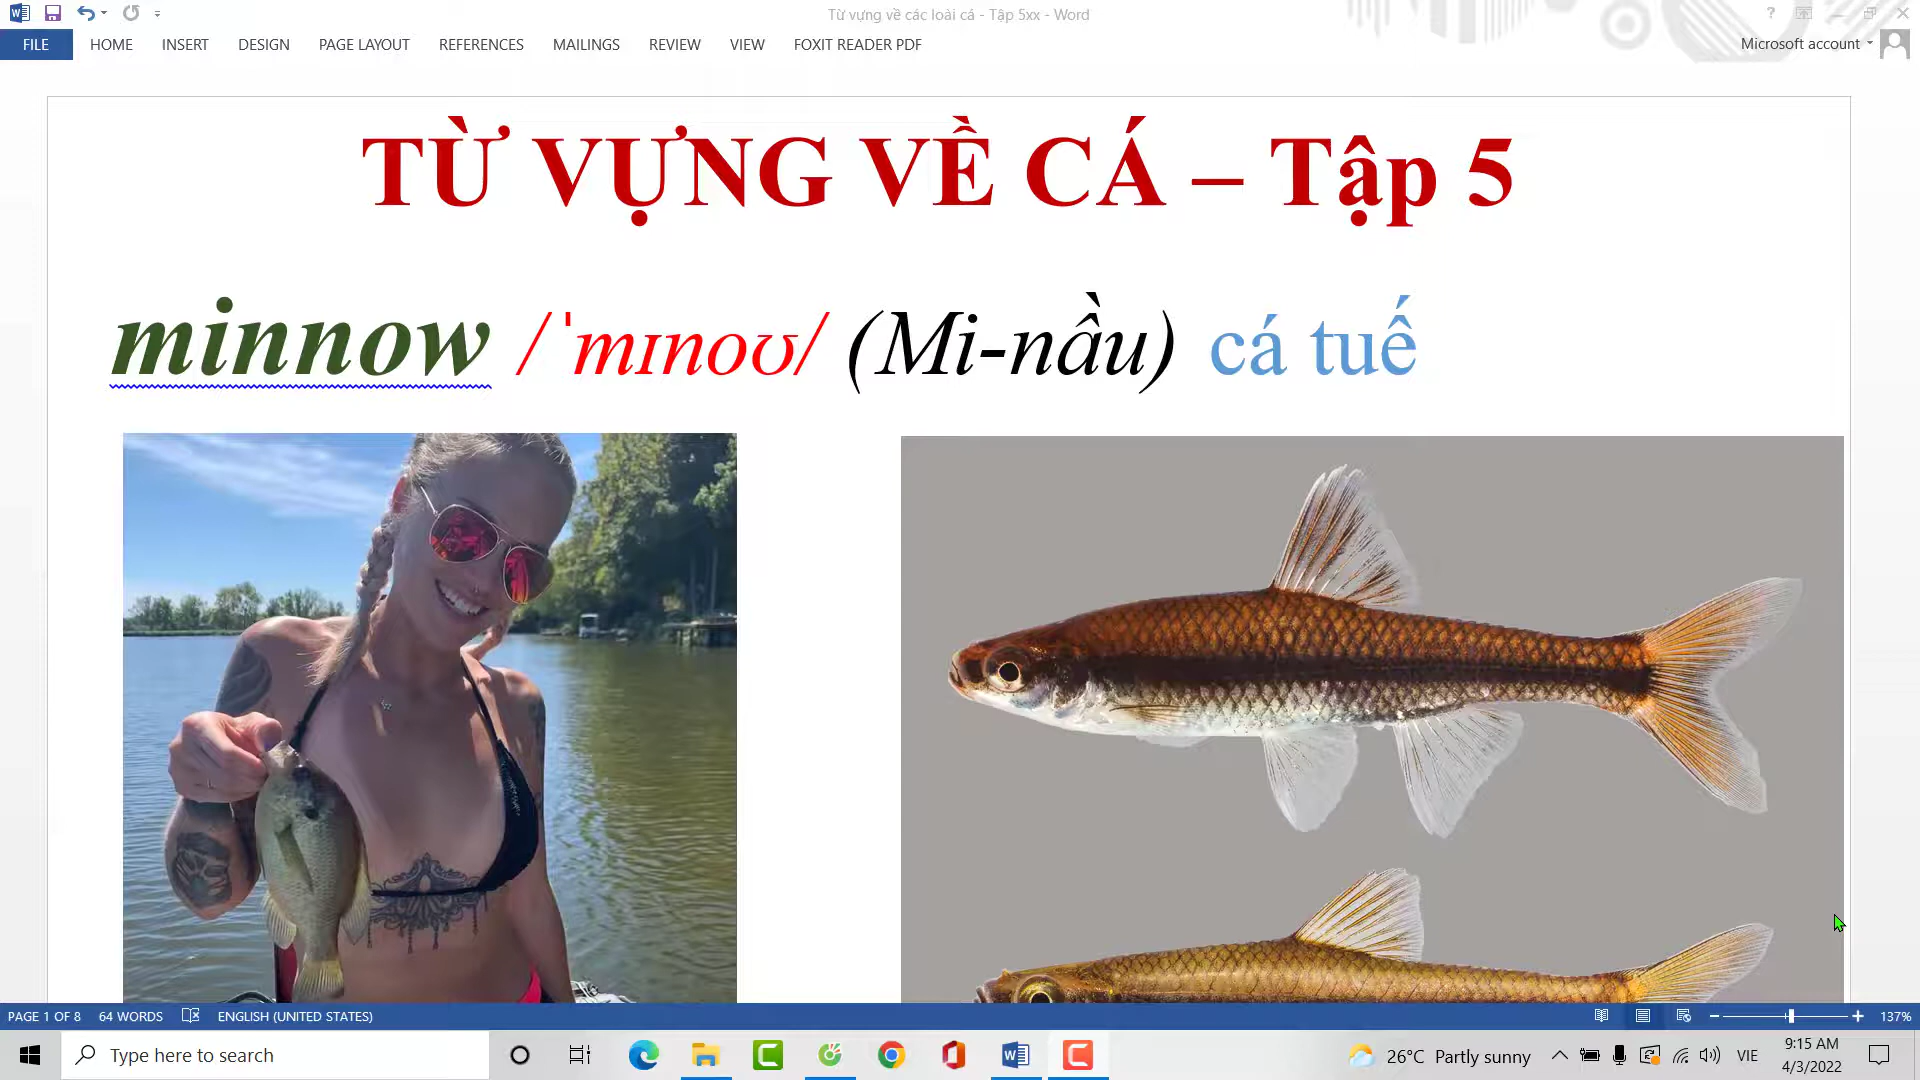 Từ vựng về các loài cá - Tập 5xx - Word
FILE HOME INSERT DESIGN PAGE LAYOUT REFERENCES MAILINGS REVIEW VIEW FOXIT READER PDF Microsoft account
TỪ VỰNG VỀ CÁ – Tập 5
minnow /ˈmɪnoʊ/ (Mi-nầu) cá tuế
PAGE 1 OF 8 64 WORDS ENGLISH (UNITED STATES) 137%
Type here to search 26°C Partly sunny VIE 9:15 AM
4/3/2022